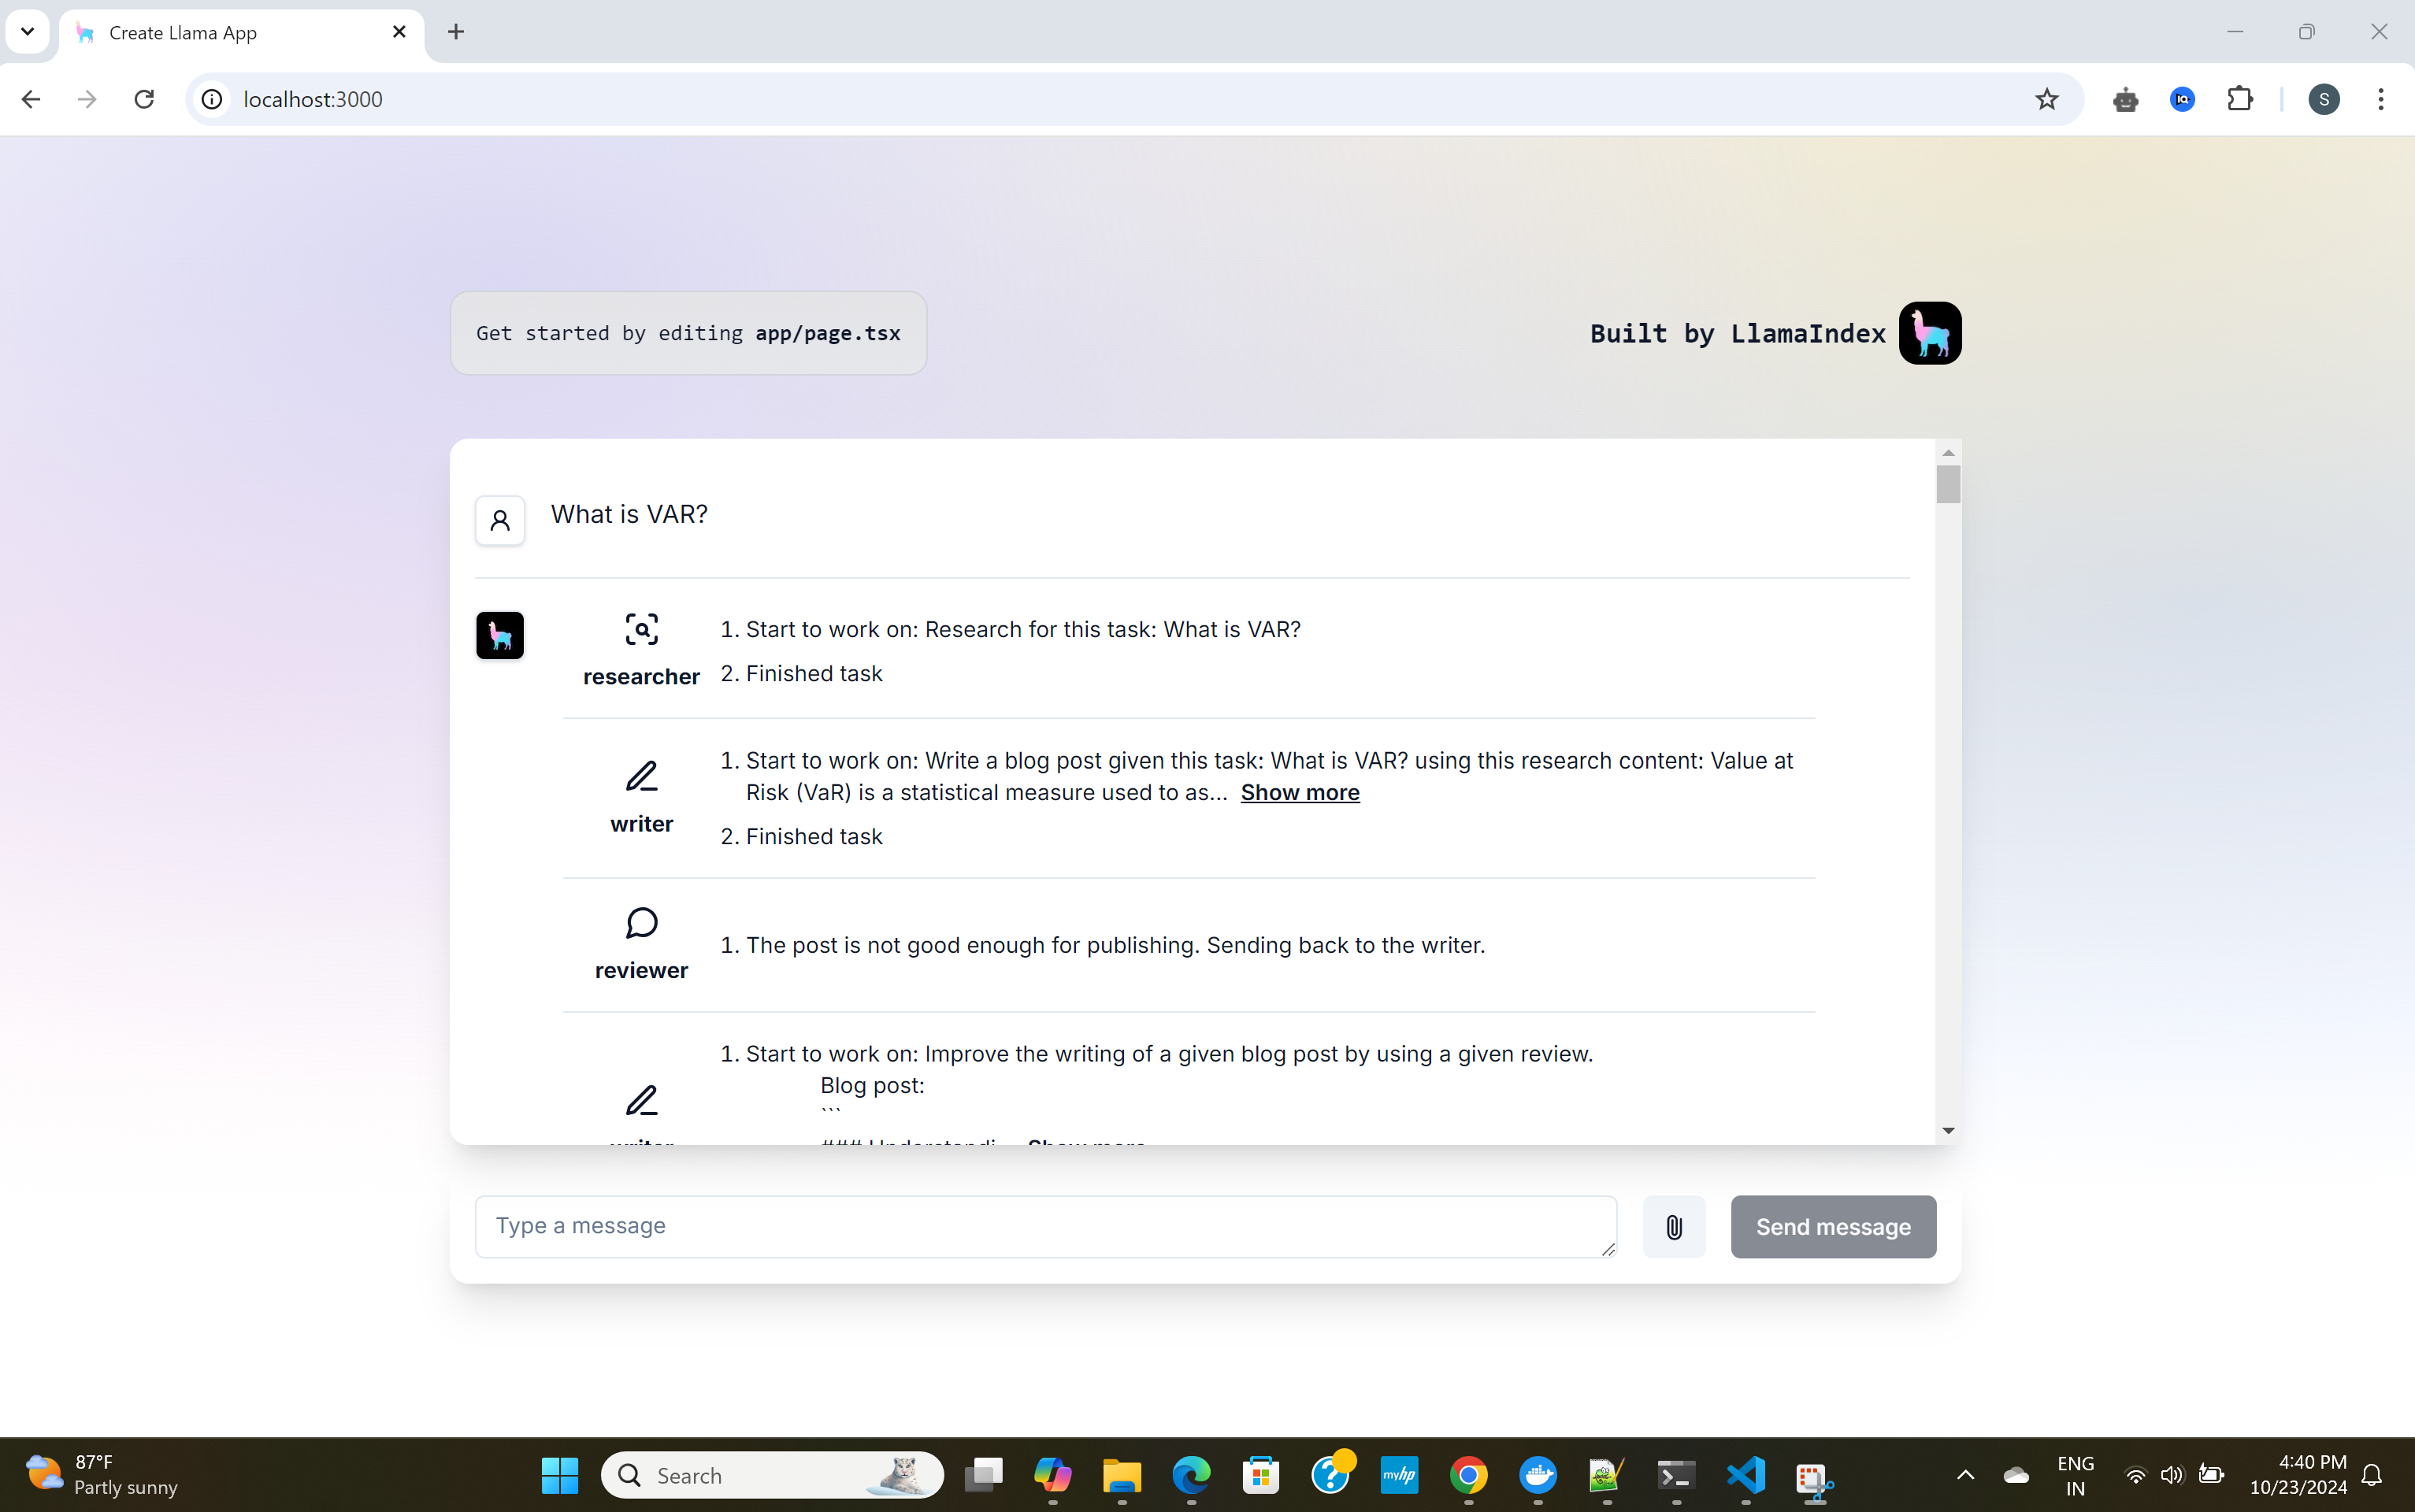 Create Llama App
localhost:3000
S
Get started by editing app/page.tsx
Built by LlamaIndex
What is VAR?
researcher
1. Start to work on: Research for this task: What is VAR?
2. Finished task
writer
1. Start to work on: Write a blog post given this task: What is VAR? using this research content: Value at
Risk (VaR) is a statistical measure used to as... Show more
2. Finished task
reviewer
1. The post is not good enough for publishing. Sending back to the writer.
writer
1. Start to work on: Improve the writing of a given blog post by using a given review.
Blog post:
```
### Understandi... Show more
Type a message
Send message
87°F
Partly sunny
Search
myhp
ENG
IN
4:40 PM
10/23/2024